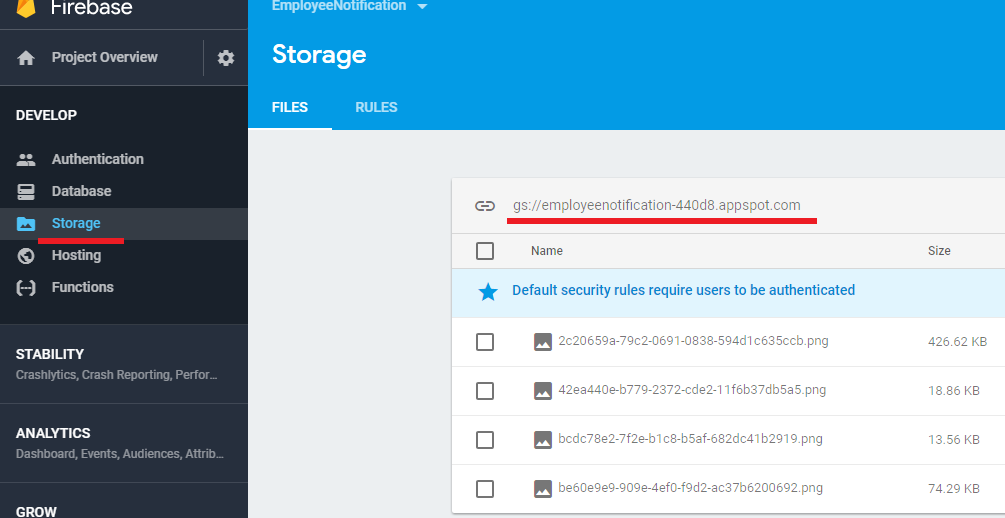 Firebase
Project Overview
DEVELOP
Authentication
Database
Storage
Hosting
Functions
STABILITY
Crashlytics, Crash Reporting, Perfor...
ANALYTICS
Dashboard, Events, Audiences, Attrib...
GROW
EmployeeNotification
Storage
FILES RULES
gs://employeenotification-440d8.appspot.com
Name Size
Default security rules require users to be authenticated
2c20659a-79c2-0691-0838-594d1c635ccb.png 426.62 KB
42ea440e-b779-2372-cde2-11f6b37db5a5.png 18.86 KB
bcdc78e2-7f2e-b1c8-b5af-682dc41b2919.png 13.56 KB
be60e9e9-909e-4ef0-f9d2-ac37b6200692.png 74.29 KB